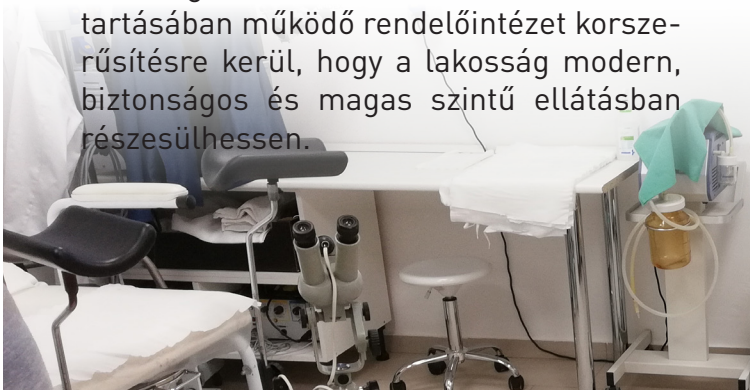 tartásában működő rendelőintézet korsze-
rűsítésre kerül, hogy a lakosság modern,
biztonságos és magas szintű ellátásban
részesülhessen.